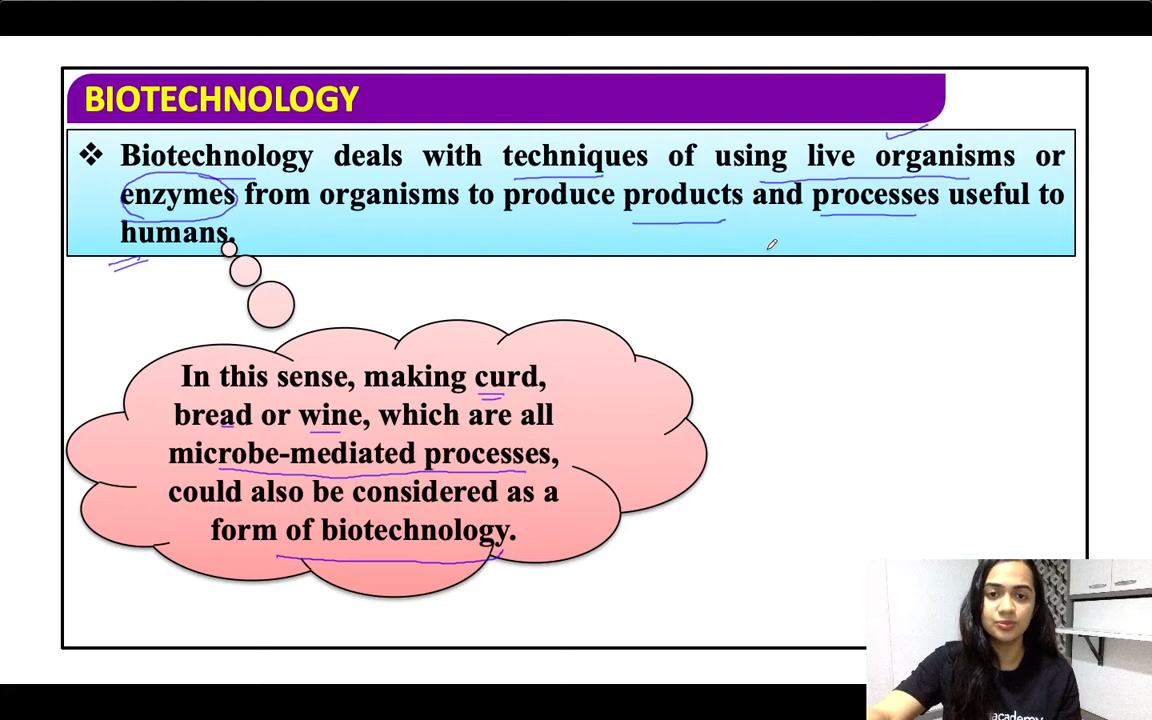 BIOTECHNOLOGY
❖ Biotechnology deals with techniques of using live organisms or
enzymes from organisms to produce products and processes useful to
humans.
In this sense, making curd,
bread or wine, which are all
microbe-mediated processes,
could also be considered as a
form of biotechnology.
academy